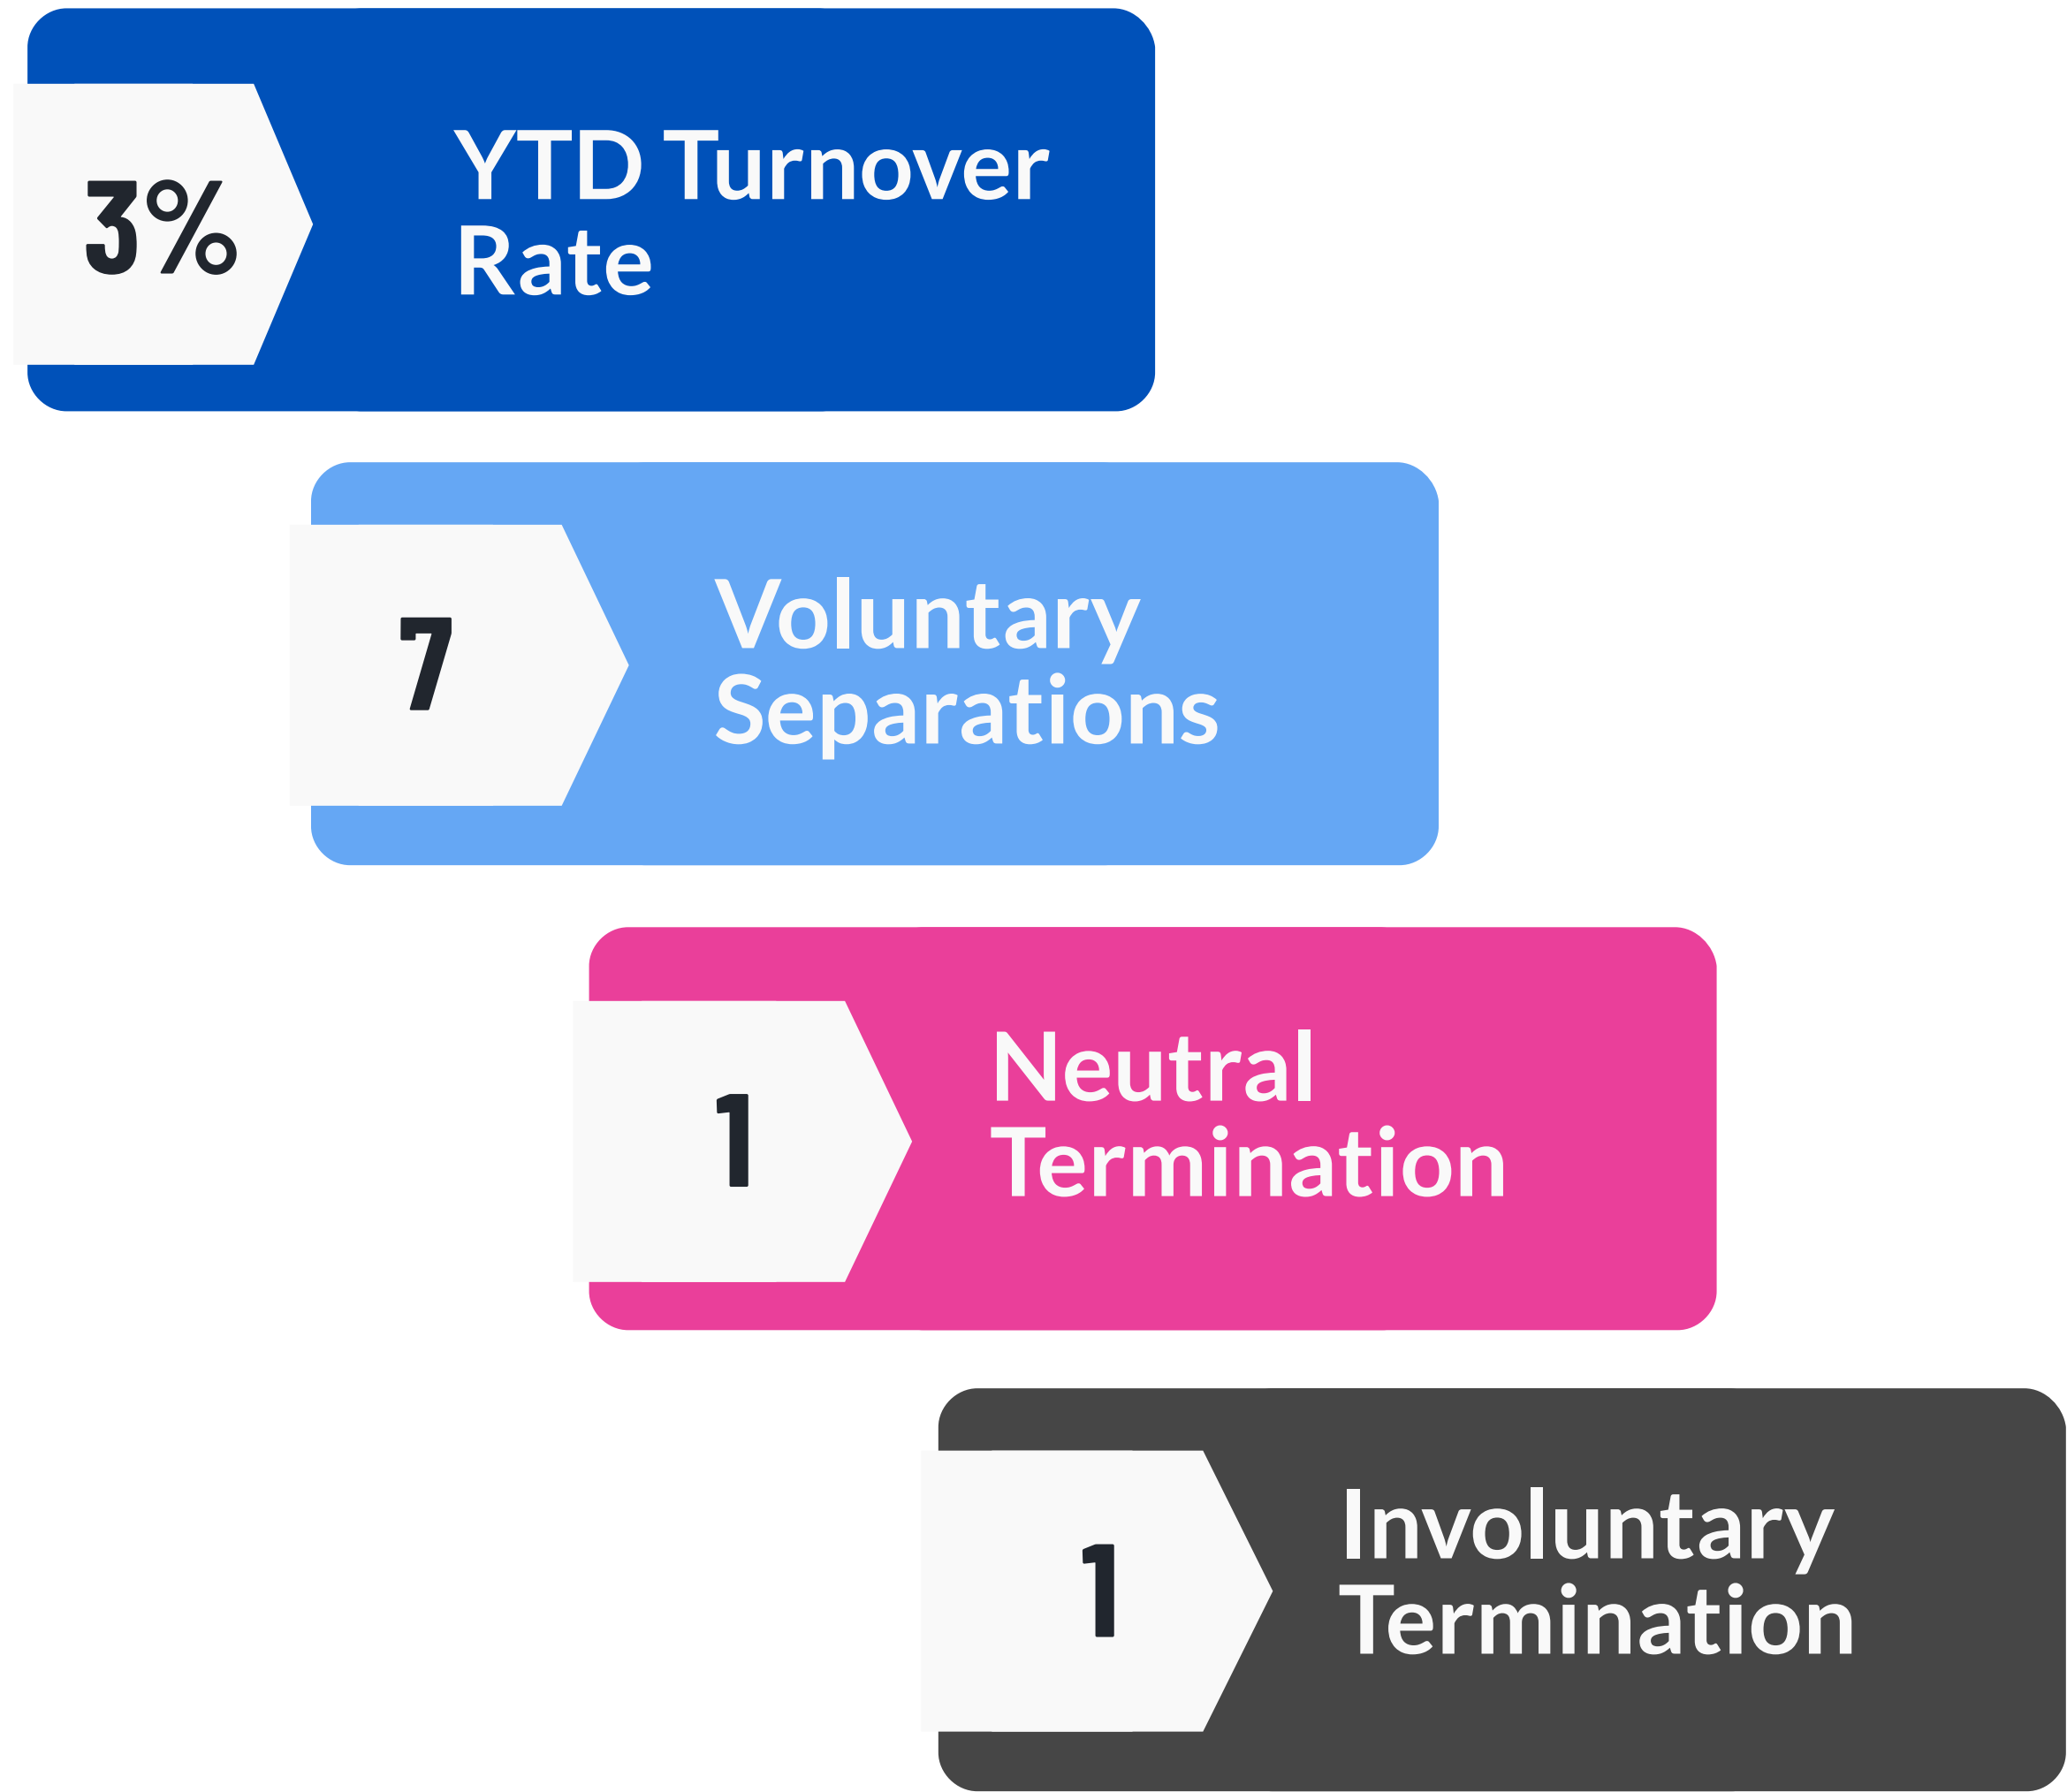 3%
YTD Turnover
Rate
7
Voluntary
Separations
1
Neutral
Termination
1
Involuntary
Termination